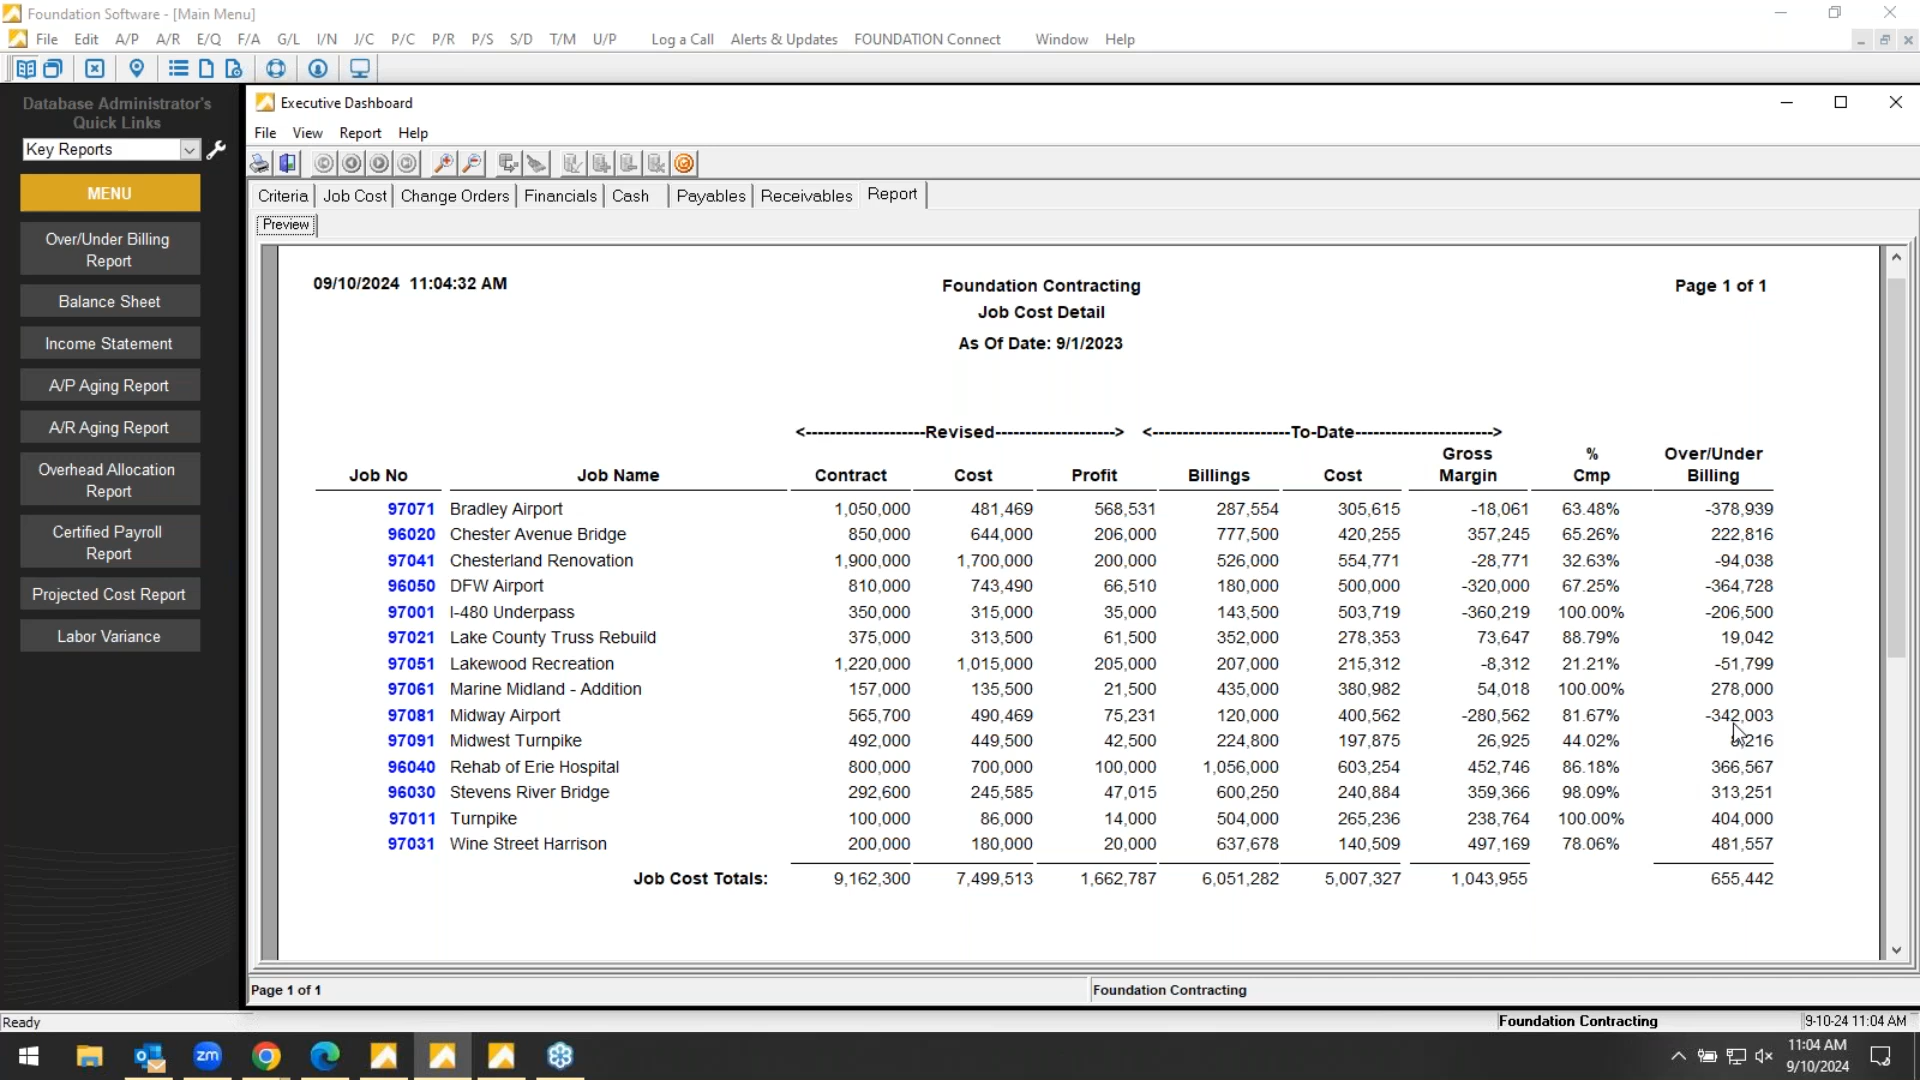 Foundation Software - [Main Menu]
File Edit A/P A/R E/Q F/A G/L I/N J/C P/C P/R P/S S/D T/M U/P Log a Call Alerts & Updates FOUNDATION Connect Window Help
Database Administrator's
Quick Links
Key Reports
MENU
Over/Under Billing
Report
Balance Sheet
Income Statement
A/P Aging Report
A/R Aging Report
Overhead Allocation
Report
Certified Payroll
Report
Projected Cost Report
Labor Variance
Executive Dashboard
File View Report Help
Criteria Job Cost Change Orders Financials Cash Payables Receivables Report
Preview
09/10/2024 11:04:32 AM Foundation Contracting Page 1 of 1
Job Cost Detail
As Of Date: 9/1/2023
<--------------------Revised--------------------> <-----------------------To-Date----------------------->
Gross % Over/Under
Job No Job Name Contract Cost Profit Billings Cost Margin Cmp Billing
97071 Bradley Airport 1,050,000 481,469 568,531 287,554 305,615 -18,061 63.48% -378,939
96020 Chester Avenue Bridge 850,000 644,000 206,000 777,500 420,255 357,245 65.26% 222,816
97041 Chesterland Renovation 1,900,000 1,700,000 200,000 526,000 554,771 -28,771 32.63% -94,038
96050 DFW Airport 810,000 743,490 66,510 180,000 500,000 -320,000 67.25% -364,728
97001 I-480 Underpass 350,000 315,000 35,000 143,500 503,719 -360,219 100.00% -206,500
97021 Lake County Truss Rebuild 375,000 313,500 61,500 352,000 278,353 73,647 88.79% 19,042
97051 Lakewood Recreation 1,220,000 1,015,000 205,000 207,000 215,312 -8,312 21.21% -51,799
97061 Marine Midland - Addition 157,000 135,500 21,500 435,000 380,982 54,018 100.00% 278,000
97081 Midway Airport 565,700 490,469 75,231 120,000 400,562 -280,562 81.67% -342,003
97091 Midwest Turnpike 492,000 449,500 42,500 224,800 197,875 26,925 44.02%
96040 Rehab of Erie Hospital 800,000 700,000 100,000 1,056,000 603,254 452,746 86.18% 366,567
96030 Stevens River Bridge 292,600 245,585 47,015 600,250 240,884 359,366 98.09% 313,251
97011 Turnpike 100,000 86,000 14,000 504,000 265,236 238,764 100.00% 404,000
97031 Wine Street Harrison 200,000 180,000 20,000 637,678 140,509 497,169 78.06% 481,557
Job Cost Totals: 9,162,300 7,499,513 1,662,787 6,051,282 5,007,327 1,043,955 655,442
Page 1 of 1 Foundation Contracting
Ready Foundation Contracting 9-10-24 11:04 AM
zm
11:04 AM
9/10/2024